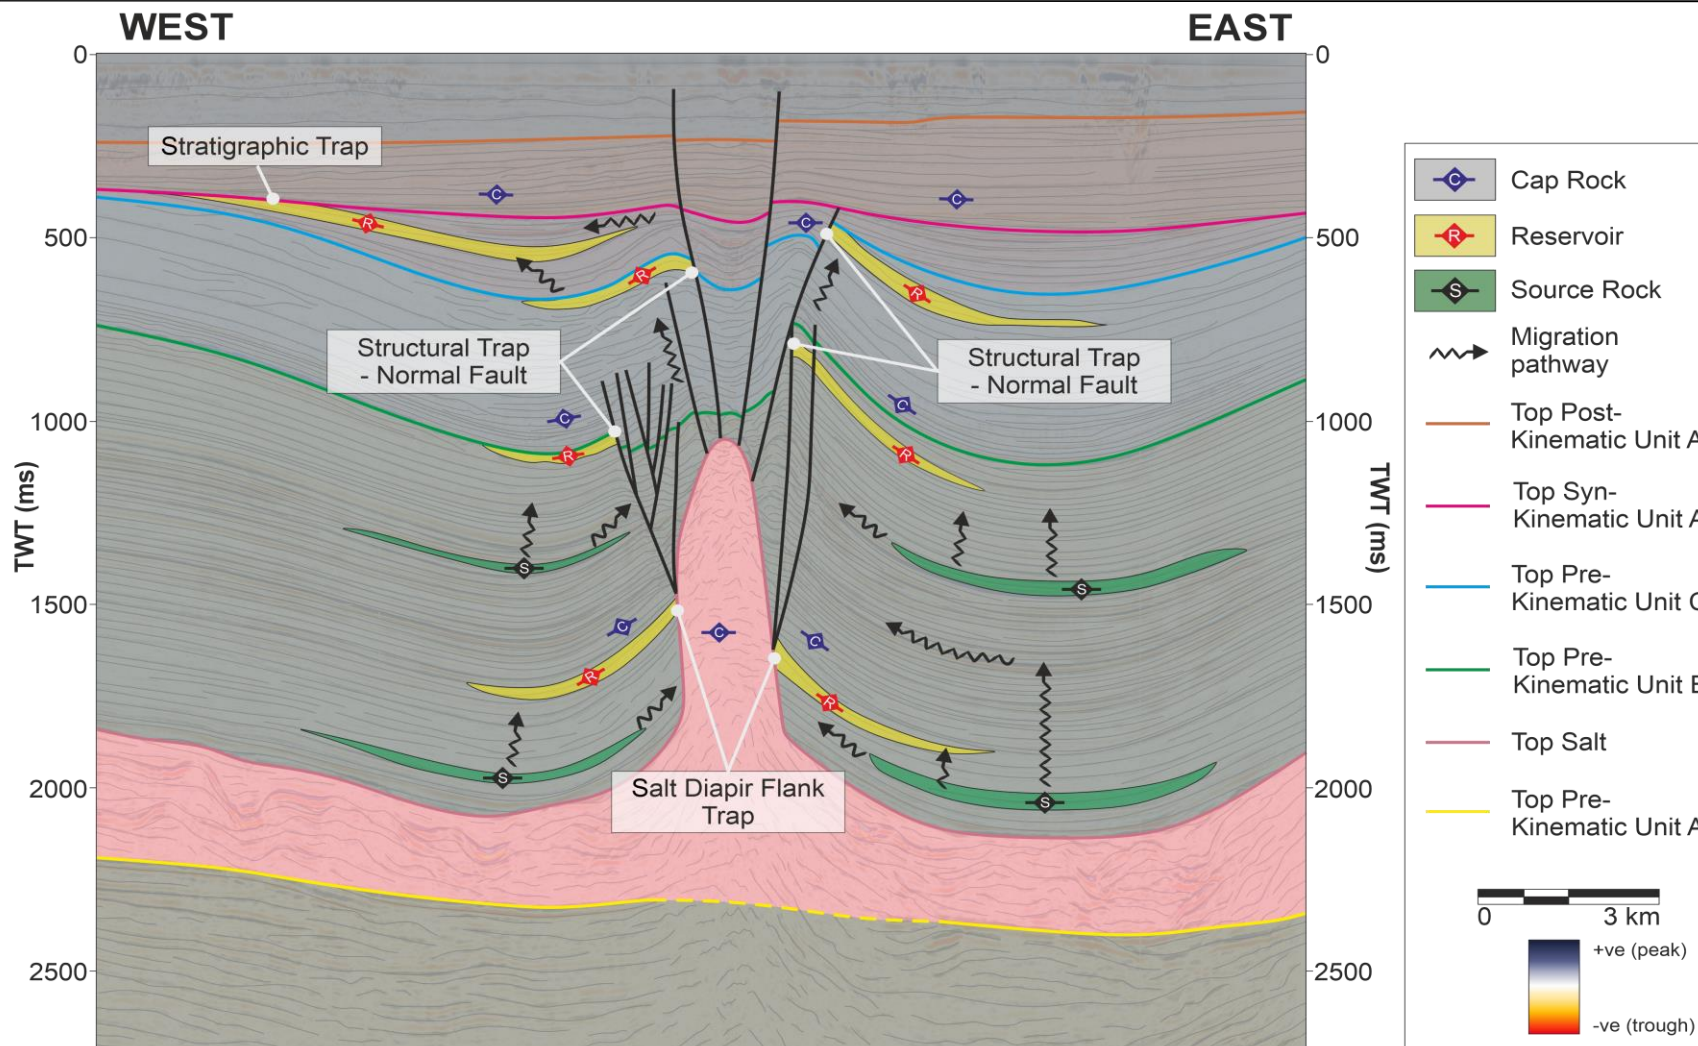 WEST
EAST
0
500
1000
1500
2000
2500
TWT (ms)
Stratigraphic Trap
Structural Trap
- Normal Fault
Structural Trap
- Normal Fault
Salt Diapir Flank
Trap
C
C
C
R
R
R
C
C
R
R
S
S
C
C
C
R
R
S
S
0
500
1000
1500
2000
2500
TWT (ms)
C
Cap Rock
R
Reservoir
S
Source Rock
Migration
pathway
Top Post-
Kinematic Unit A
Top Syn-
Kinematic Unit A
Top Pre-
Kinematic Unit
Top Pre-
Kinematic Unit
Top Salt
Top Pre-
Kinematic Unit A
0 3 km
+ve (peak)
-ve (trough)